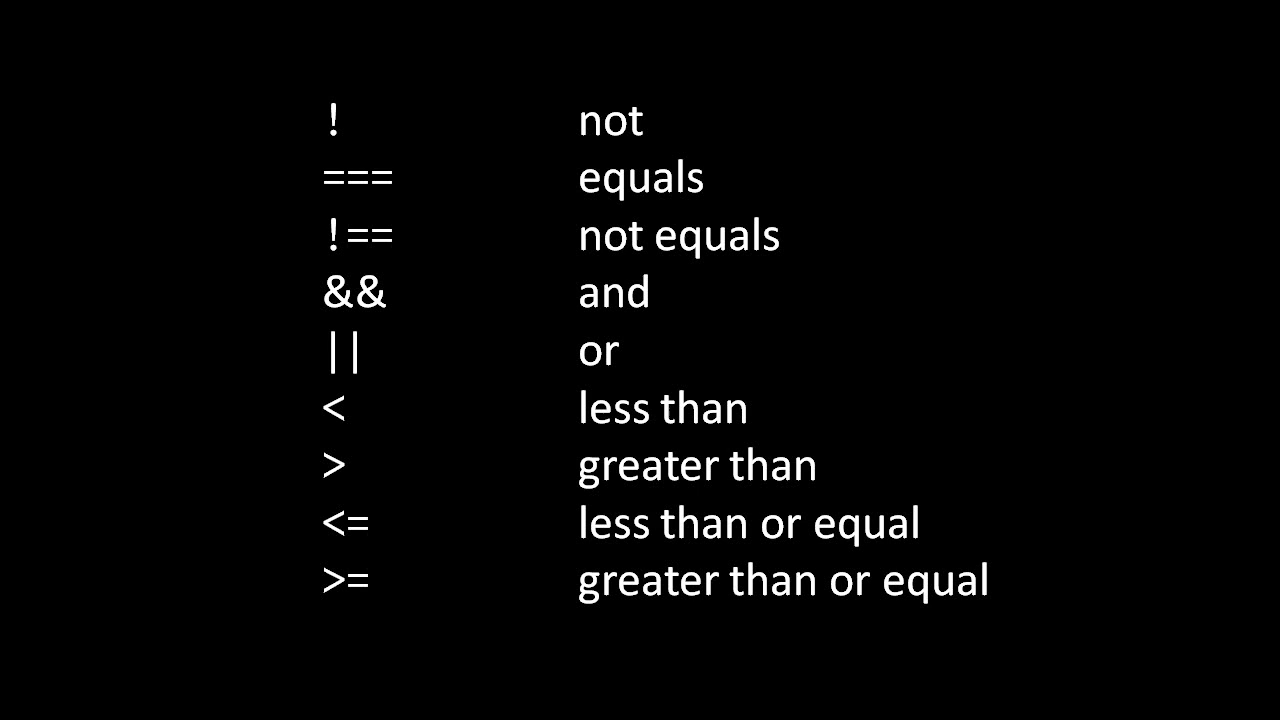 ! not
=== equals
!== not equals
&& and
|| or
< less than
> greater than
<= less than or equal
>= greater than or equal